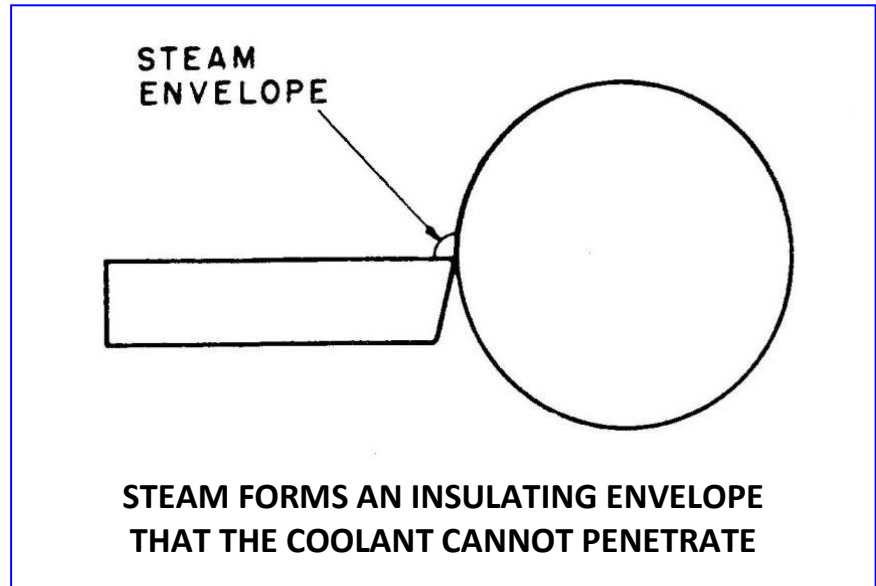 STEAM
ENVELOPE
STEAM FORMS AN INSULATING ENVELOPE
THAT THE COOLANT CANNOT PENETRATE